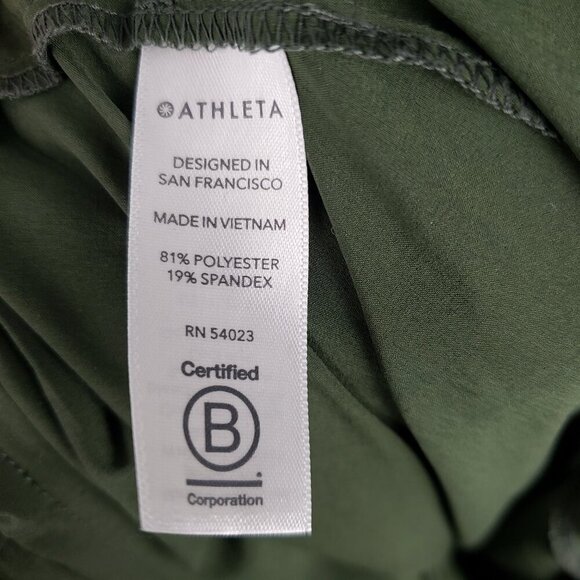 ATHLETA
DESIGNED IN
SAN FRANCISCO
MADE IN VIETNAM
81% POLYESTER
19% SPANDEX
RN 54023
Certified
B
Corporation